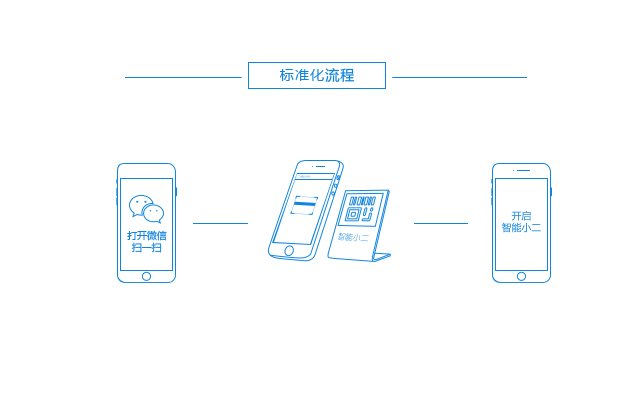 标准化流程
打开微信
扫一扫
智能小二
开启
智能小二